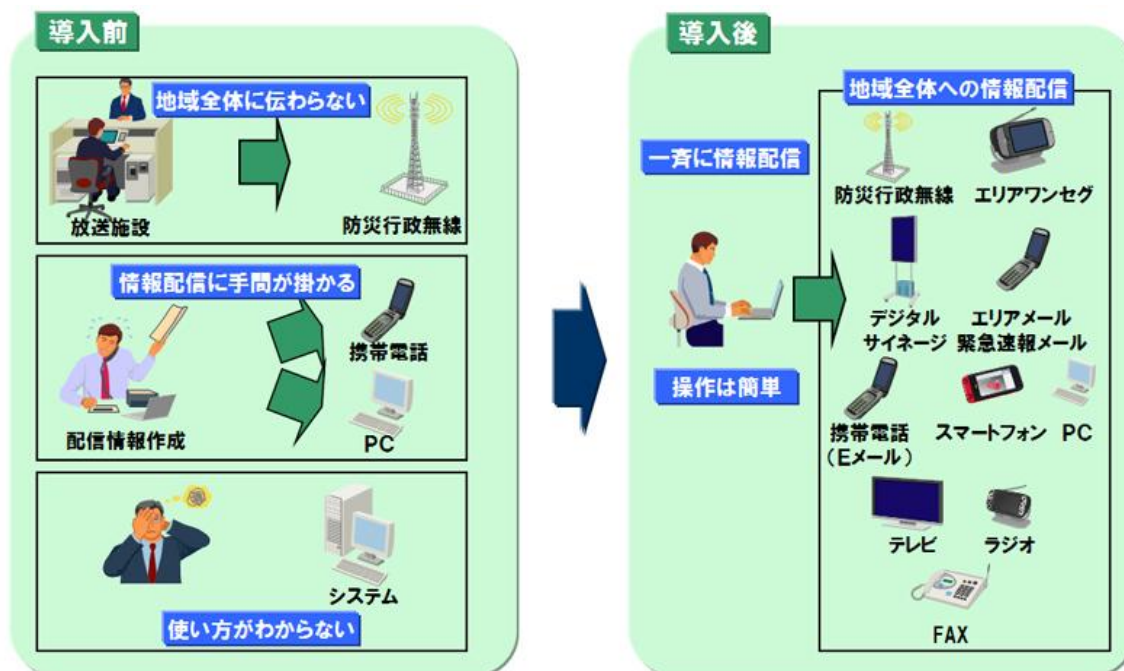 導入前
地域全体に伝わらない
放送施設
防災行政無線
情報配信に手間が掛かる
携帯電話
配信情報作成
PC
システム
使い方がわからない
導入後
地域全体への情報配信
一斉に情報配信
防災行政無線
エリアワンセグ
デジタル
サイネージ
エリアメール
緊急速報メール
操作は簡単
携帯電話
（Eメール）
スマートフォン
PC
テレビ
ラジオ
FAX